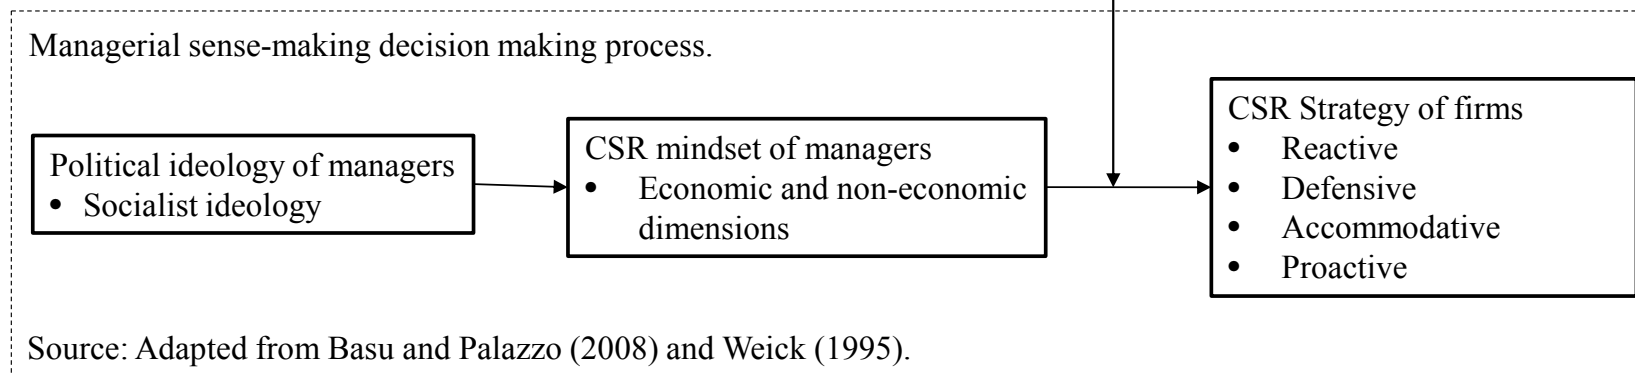 Managerial sense-making decision making process.
Political ideology of managers
• Socialist ideology
CSR mindset of managers
• Economic and non-economic
dimensions
CSR Strategy of firms
• Reactive
• Defensive
• Accommodative
• Proactive
Source: Adapted from Basu and Palazzo (2008) and Weick (1995).